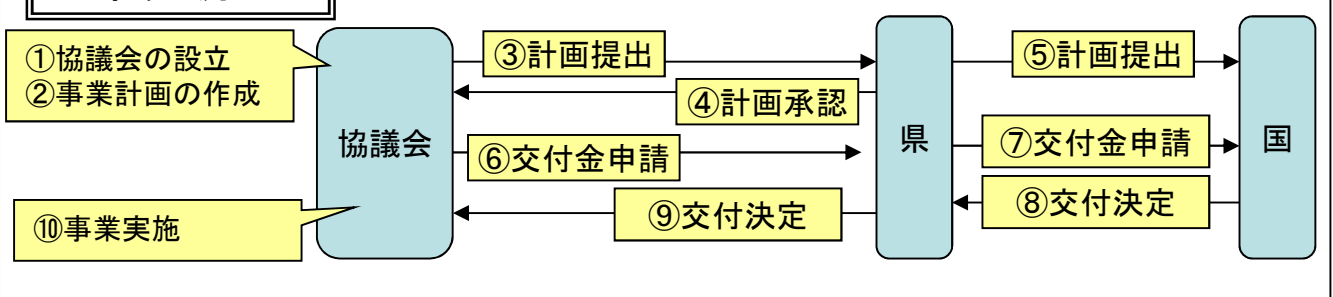 ①協議会の設立
②事業計画の作成
③計画提出
⑤計画提出
④計画承認
協議会
県
国
⑥交付金申請
⑦交付金申請
⑧交付決定
⑨交付決定
⑩事業実施